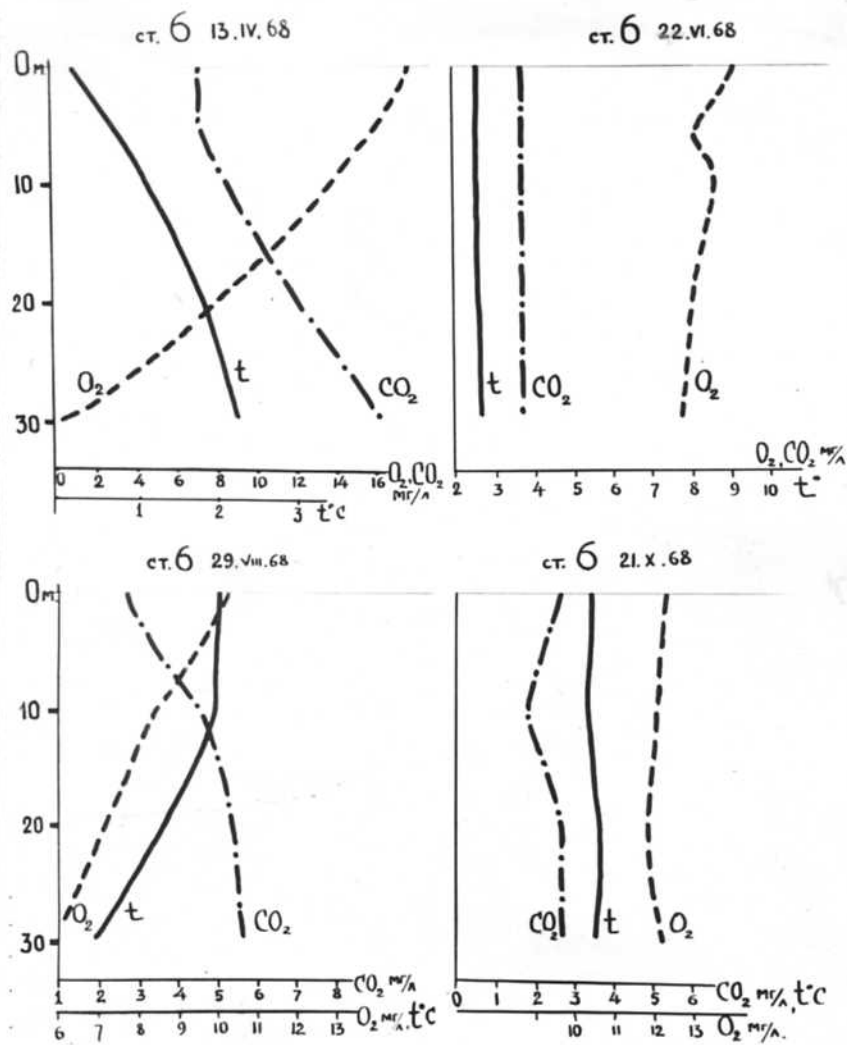 ст. 6 13.IV.68
0м
10
20
30
O₂
t
CO₂
0 2 4 6 8 10 12 14 16 O₂,CO₂ мг/л
1 2 3 t°C
ст. 6 22.VI.68
t
CO₂
O₂
O₂,CO₂ мг/л
2 3 4 5 6 7 8 9 10 t°
ст. 6 29.VIII.68
0м
10
20
30
O₂
t
CO₂
1 2 3 4 5 6 7 8 CO₂ мг/л
6 7 8 9 10 11 12 13 O₂ мг/л, t°C
ст. 6 21.X.68
CO₂
t
O₂
0 1 2 3 4 5 6 CO₂ мг/л, t°C
10 11 12 13 O₂ мг/л.